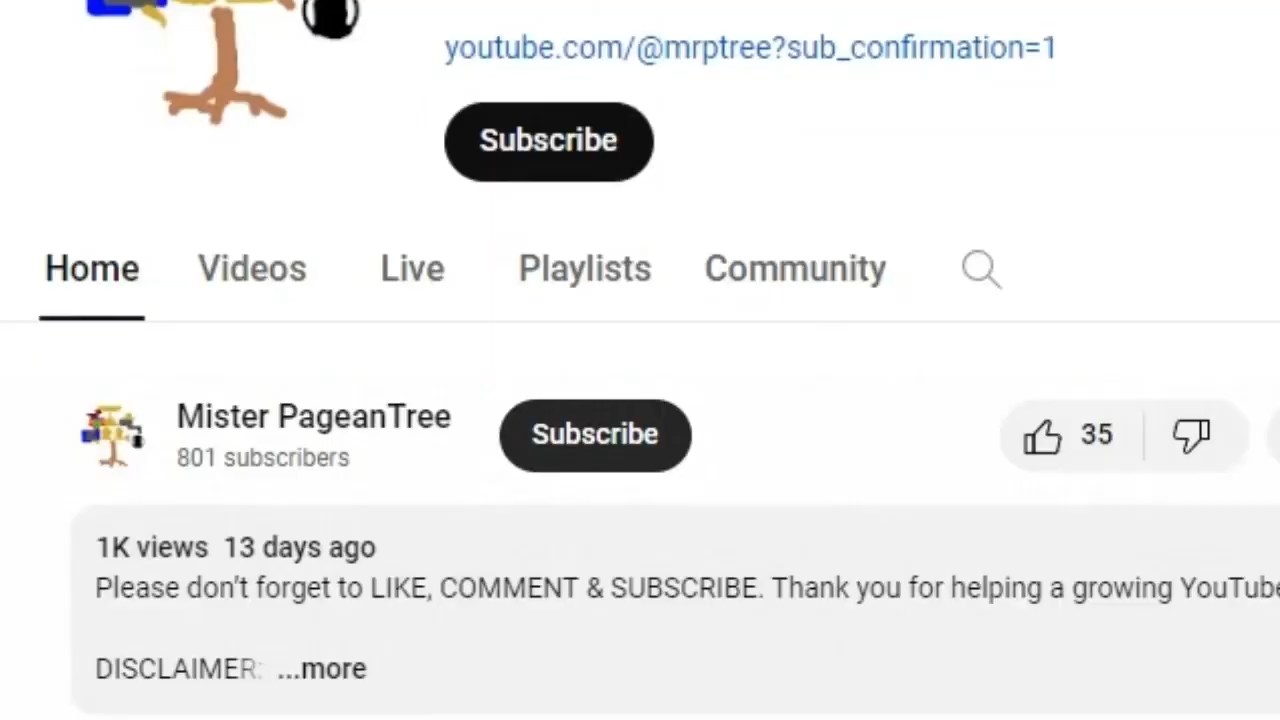 youtube.com/@mrptree?sub_confirmation=1
Subscribe
Home Videos Live Playlists Community
Mister PageanTree
801 subscribers
Subscribe
35
1K views 13 days ago
Please don't forget to LIKE, COMMENT & SUBSCRIBE. Thank you for helping a growing YouTube
DISCLAIMER: ...more